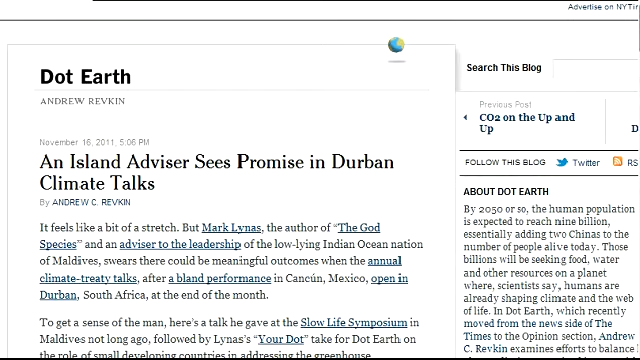 Advertise on
Dot Earth
ANDREW REVKIN
November 16, 2011, 5:06 PM
An Island Adviser Sees Promise in Durban
Climate Talks
By ANDREW C. REVKIN
It feels like a bit of a stretch. But Mark Lynas, the author of “The God
Species” and an adviser to the leadership of the low-lying Indian Ocean nation
of Maldives, swears there could be meaningful outcomes when the annual
climate-treaty talks, after a bland performance in Cancún, Mexico, open in
Durban, South Africa, at the end of the month.
To get a sense of the man, here’s a talk he gave at the Slow Life Symposium in
Maldives not long ago, followed by Lynas’s “Your Dot” take for Dot Earth on
the role of small developing countries in addressing the greenhouse
Search This Blog
Previous Post
CO2 on the Up and
Up
D
FOLLOW THIS BLOG Twitter RS
ABOUT DOT EARTH
By 2050 or so, the human population
is expected to reach nine billion,
essentially adding two Chinas to the
number of people alive today. Those
billions will be seeking food, water
and other resources on a planet
where, scientists say, humans are
already shaping climate and the web
of life. In Dot Earth, which recently
moved from the news side of The
Times to the Opinion section, Andrew
C. Revkin examines efforts to balance